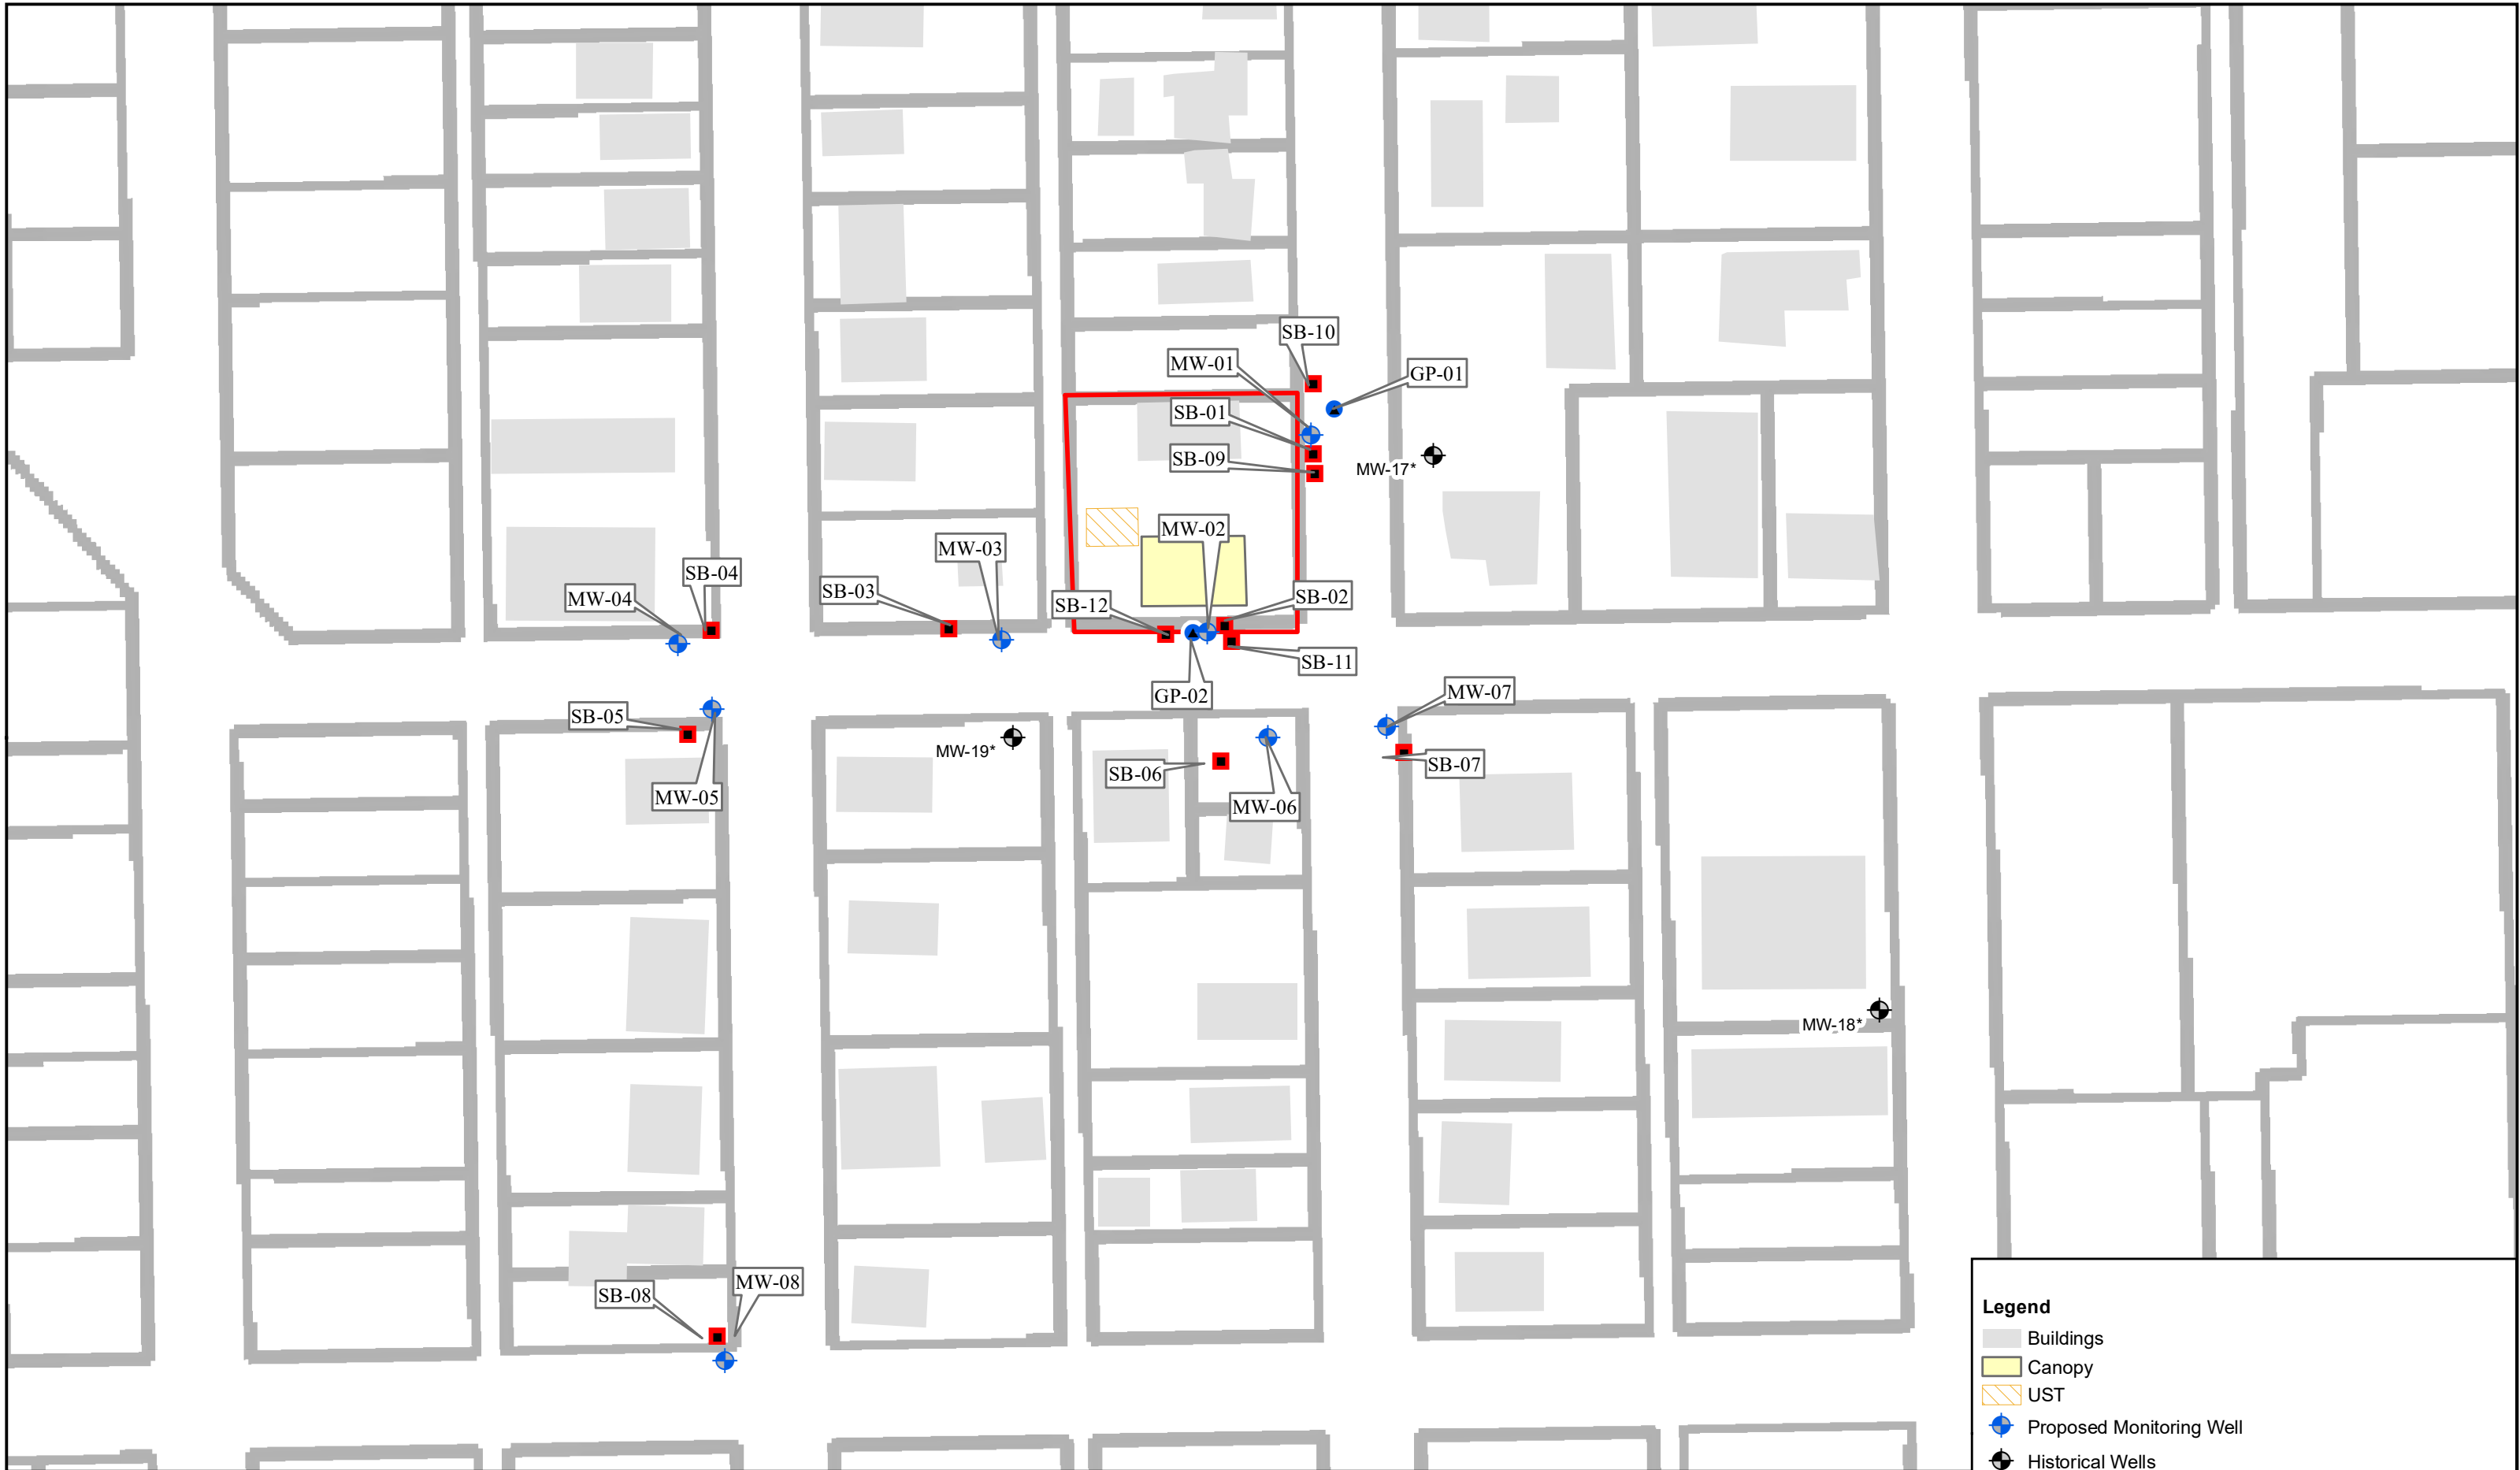 SB-10
MW-01
GP-01
SB-01
SB-09
MW-17*
MW-02
MW-03
SB-04
SB-03
MW-04
SB-12
SB-02
SB-11
GP-02
MW-07
SB-05
MW-19*
SB-06
SB-07
MW-05
MW-06
MW-18*
MW-08
SB-08
Legend
Buildings
Canopy
UST
Proposed Monitoring Well
Historical Wells